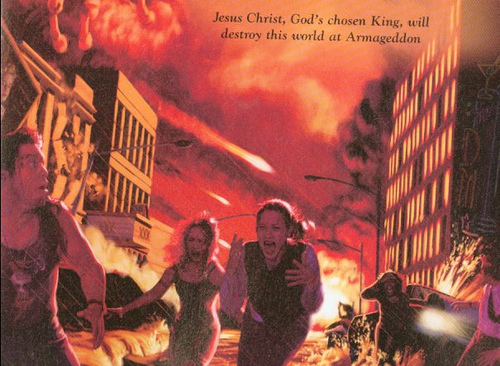 Jesus Christ, God's chosen King, will
destroy this world at Armageddon